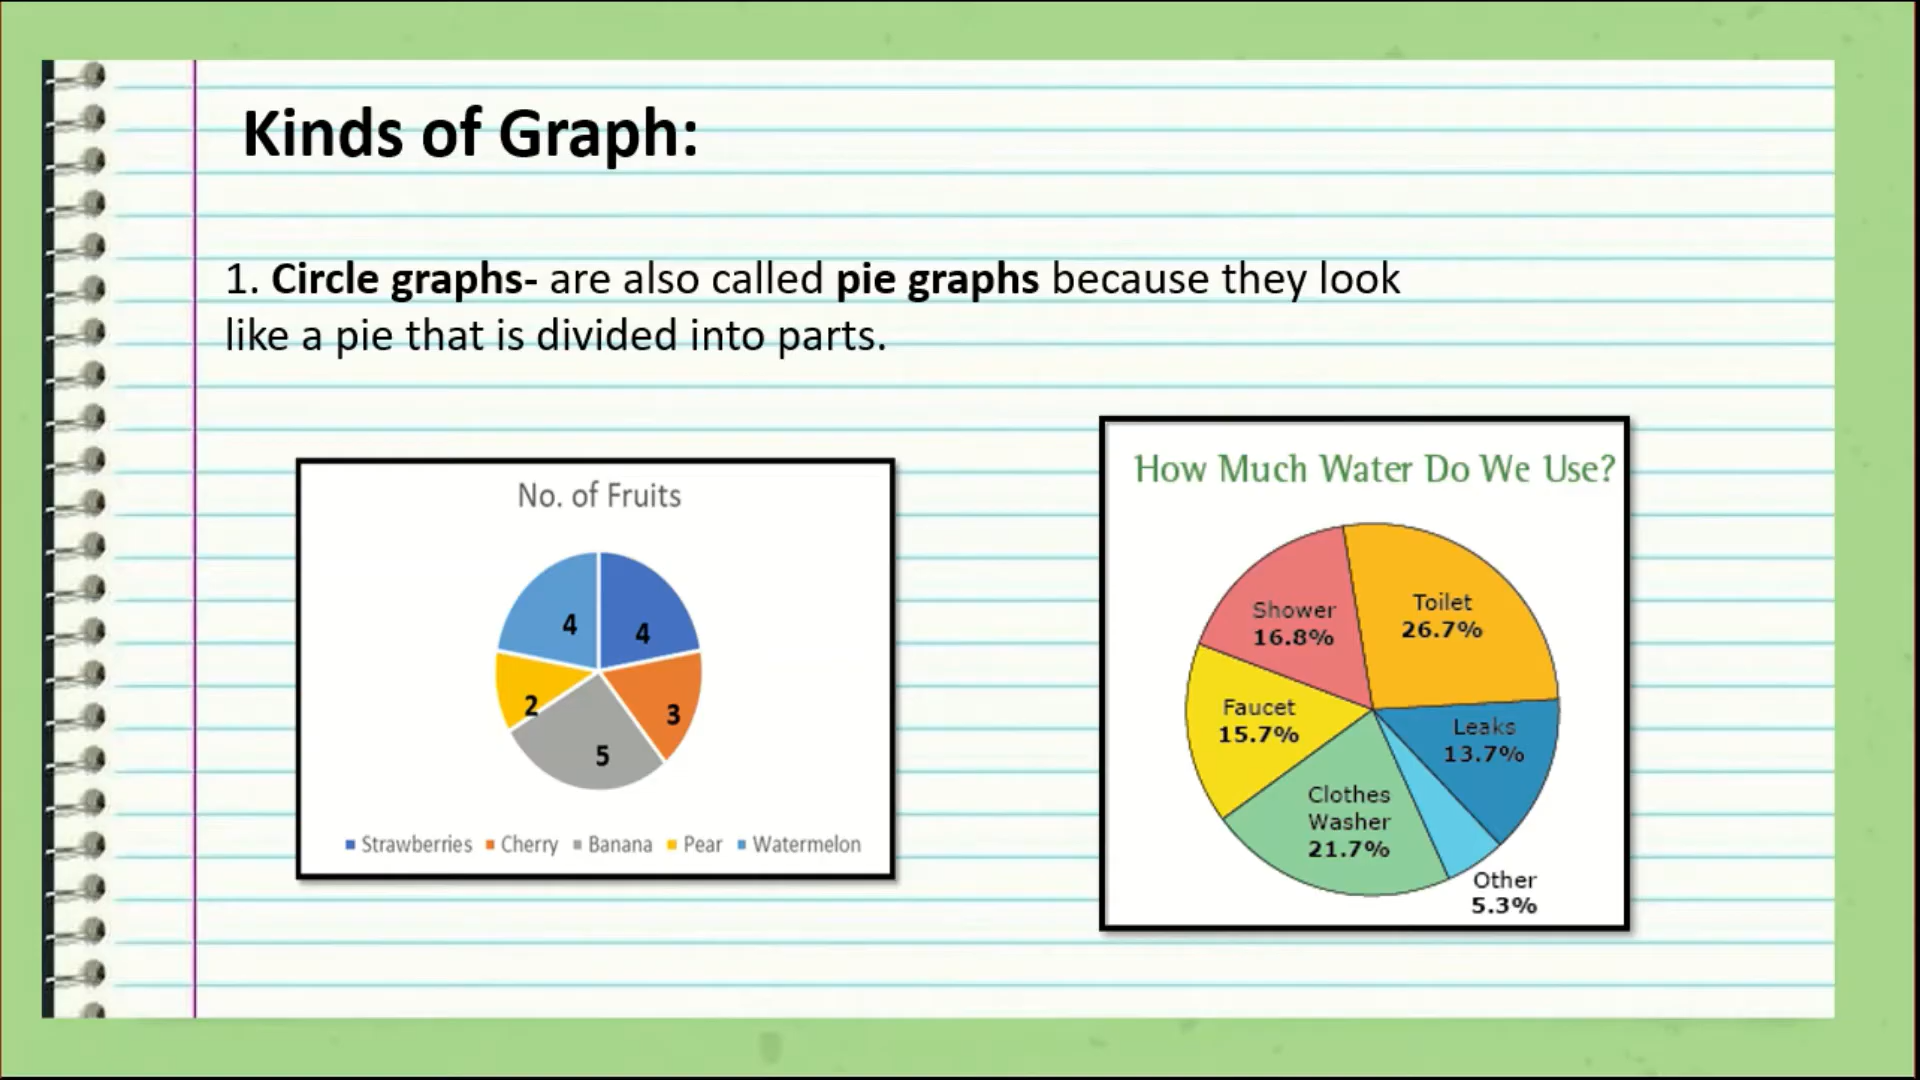 Kinds of Graph:
1. Circle graphs- are also called pie graphs because they look
like a pie that is divided into parts.
No. of Fruits
4
4
2
3
5
Strawberries Cherry Banana Pear Watermelon
How Much Water Do We Use?
Toilet
26.7%
Shower
16.8%
Faucet
15.7%
Leaks
13.7%
Clothes
Washer
21.7%
Other
5.3%